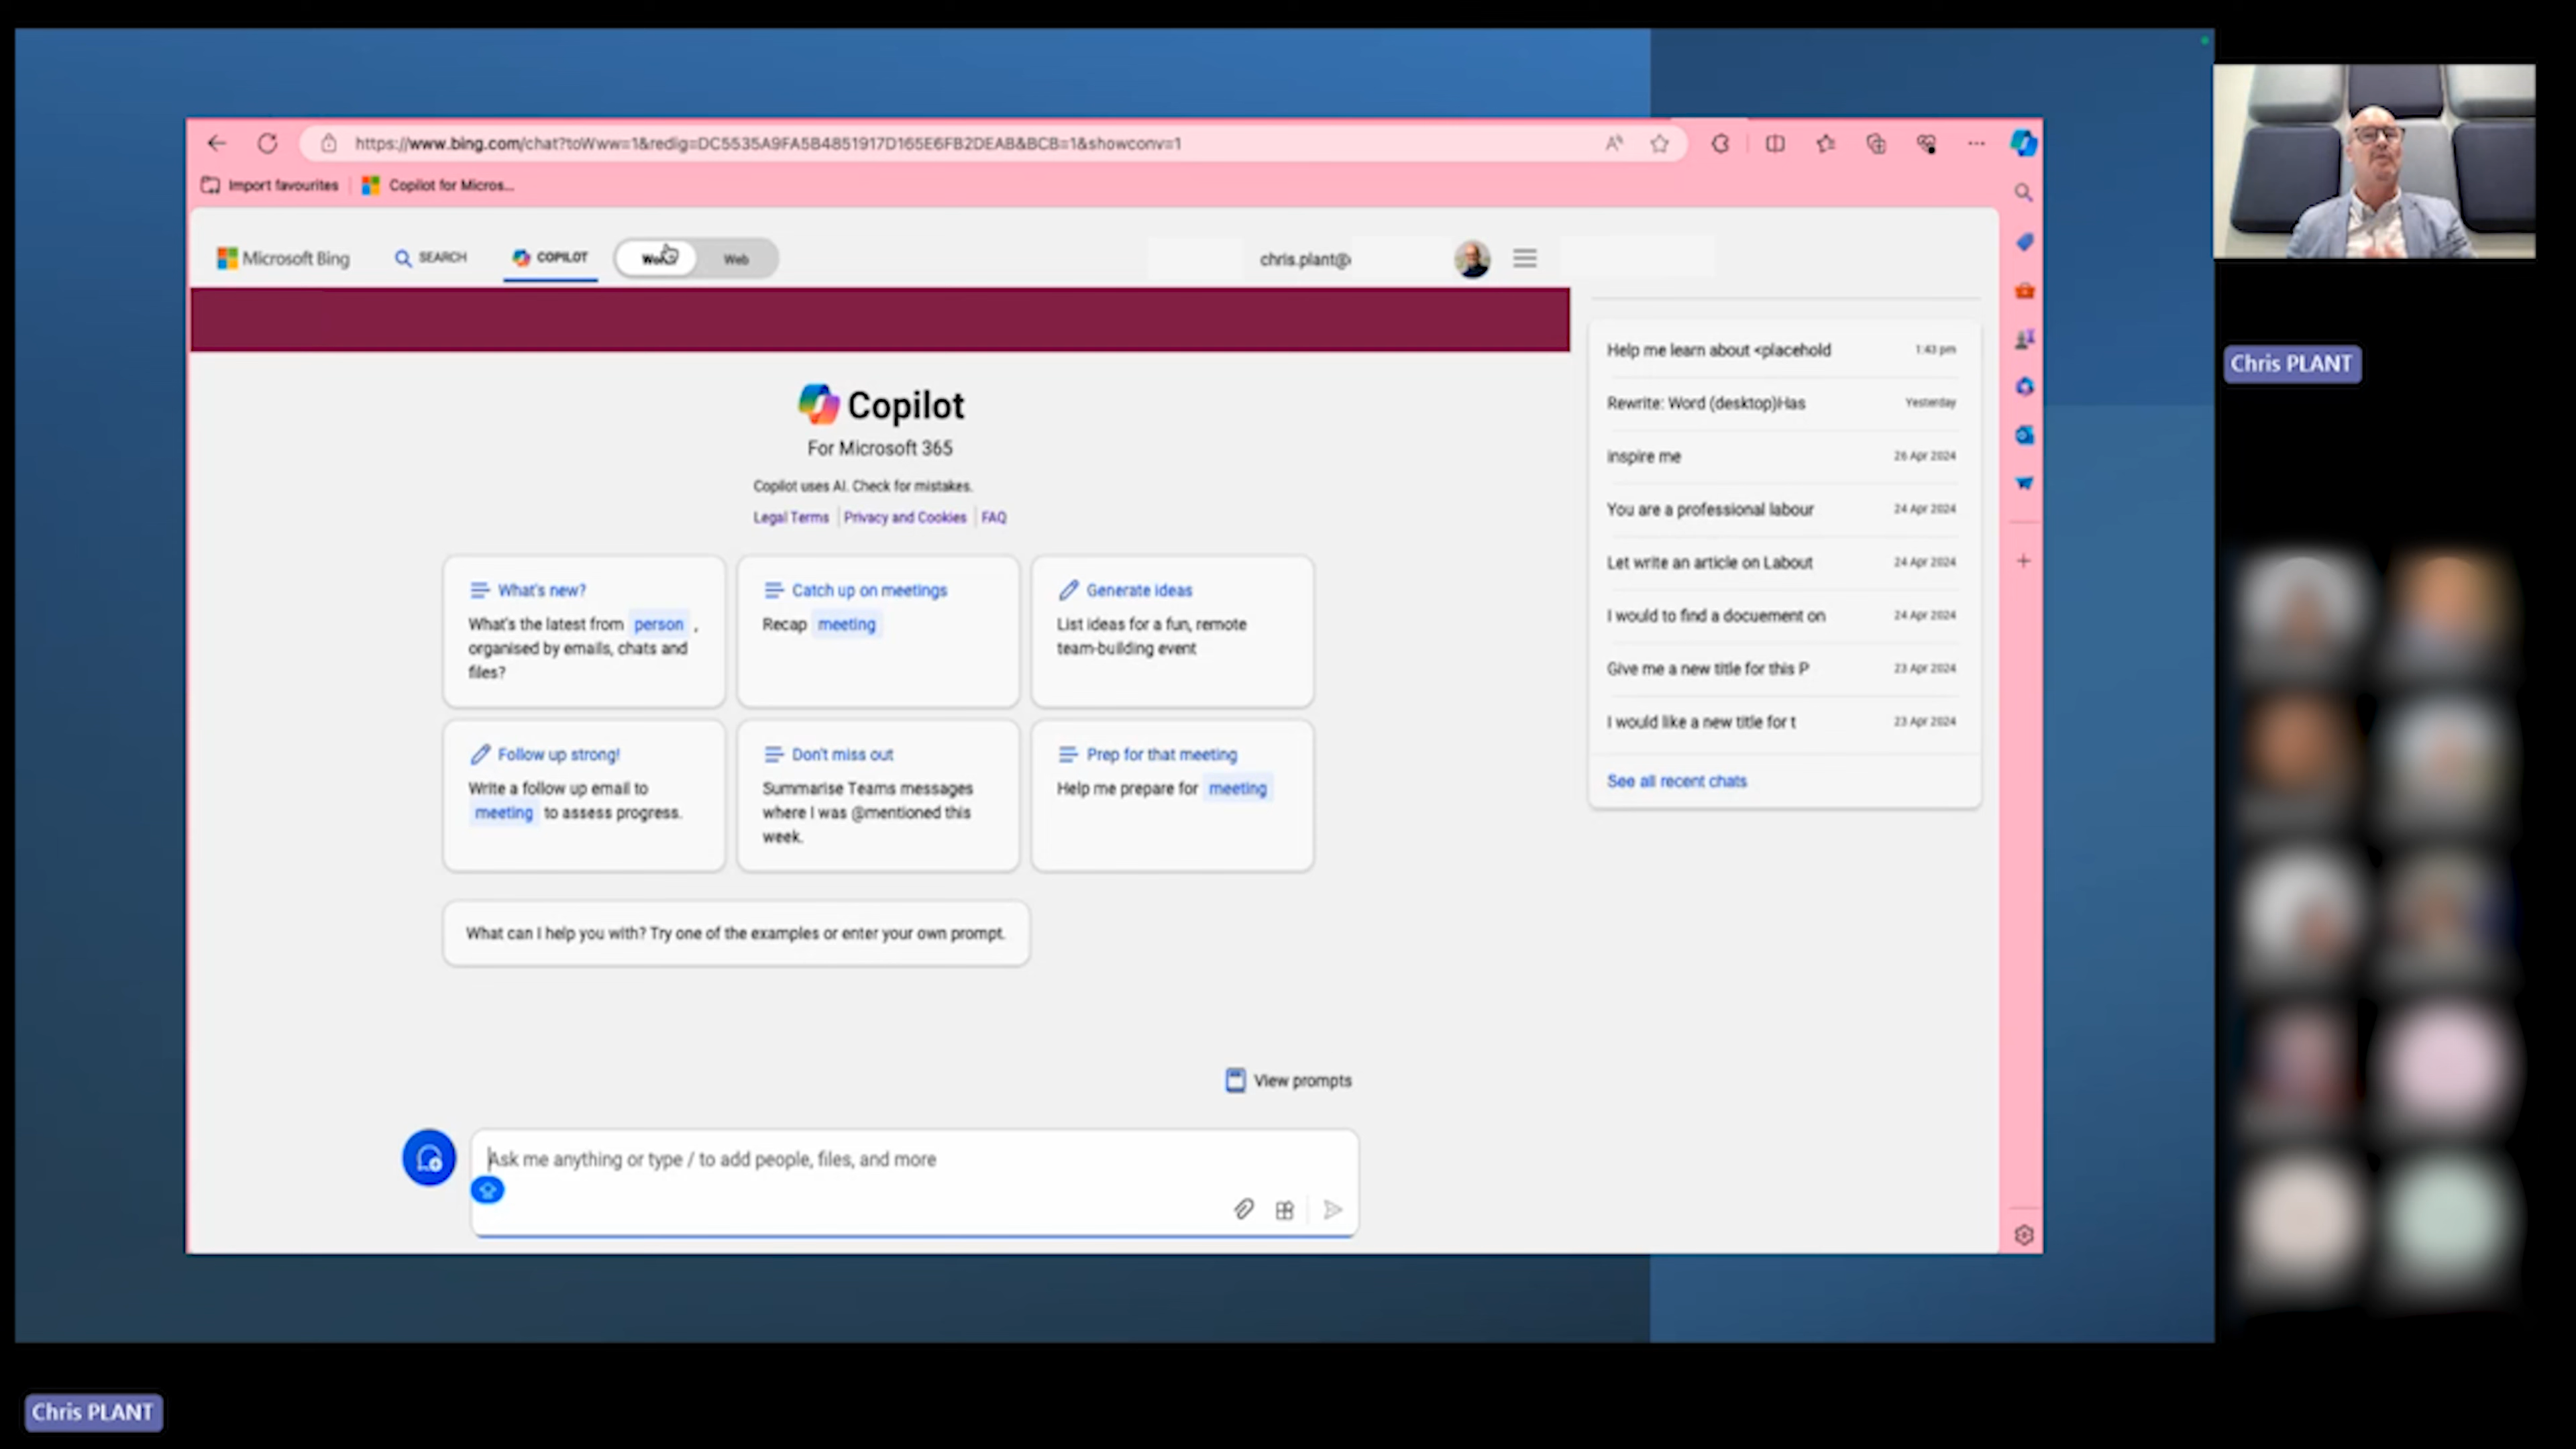 https://www.bing.com/chat?toWww=1&redig=DC5535A9FA5B4851917D165E6FB2DEAB&BCB=1&showconv=1
Import favourites
Copilot for Micros...
Microsoft Bing
SEARCH
COPILOT
Work
Web
chris.plant@
Copilot
For Microsoft 365
Copilot uses AI. Check for mistakes.
Legal Terms
Privacy and Cookies
FAQ
What's new?
What's the latest from person ,
organised by emails, chats and
files?
Catch up on meetings
Recap meeting
Generate ideas
List ideas for a fun, remote
team-building event
Follow up strong!
Write a follow up email to
meeting to assess progress.
Don't miss out
Summarise Teams messages
where I was @mentioned this
week.
Prep for that meeting
Help me prepare for meeting
What can I help you with? Try one of the examples or enter your own prompt.
View prompts
Ask me anything or type / to add people, files, and more
Help me learn about <placehold 1:43 pm
Rewrite: Word (desktop)Has Yesterday
inspire me 26 Apr 2024
You are a professional labour 24 Apr 2024
Let write an article on Labout 24 Apr 2024
I would to find a docuement on 24 Apr 2024
Give me a new title for this P 23 Apr 2024
I would like a new title for t 23 Apr 2024
See all recent chats
Chris PLANT
Chris PLANT